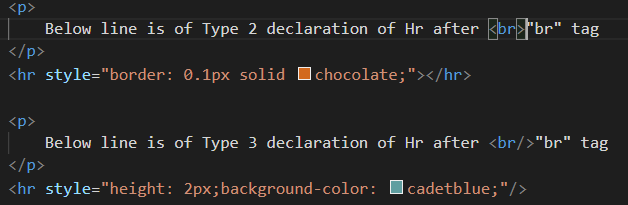 <p>
Below line is of Type 2 declaration of Hr after <br>"br" tag
</p>
<hr style="border: 0.1px solid chocolate;"></hr>
<p>
Below line is of Type 3 declaration of Hr after <br/>"br" tag
</p>
<hr style="height: 2px;background-color: cadetblue;"/>